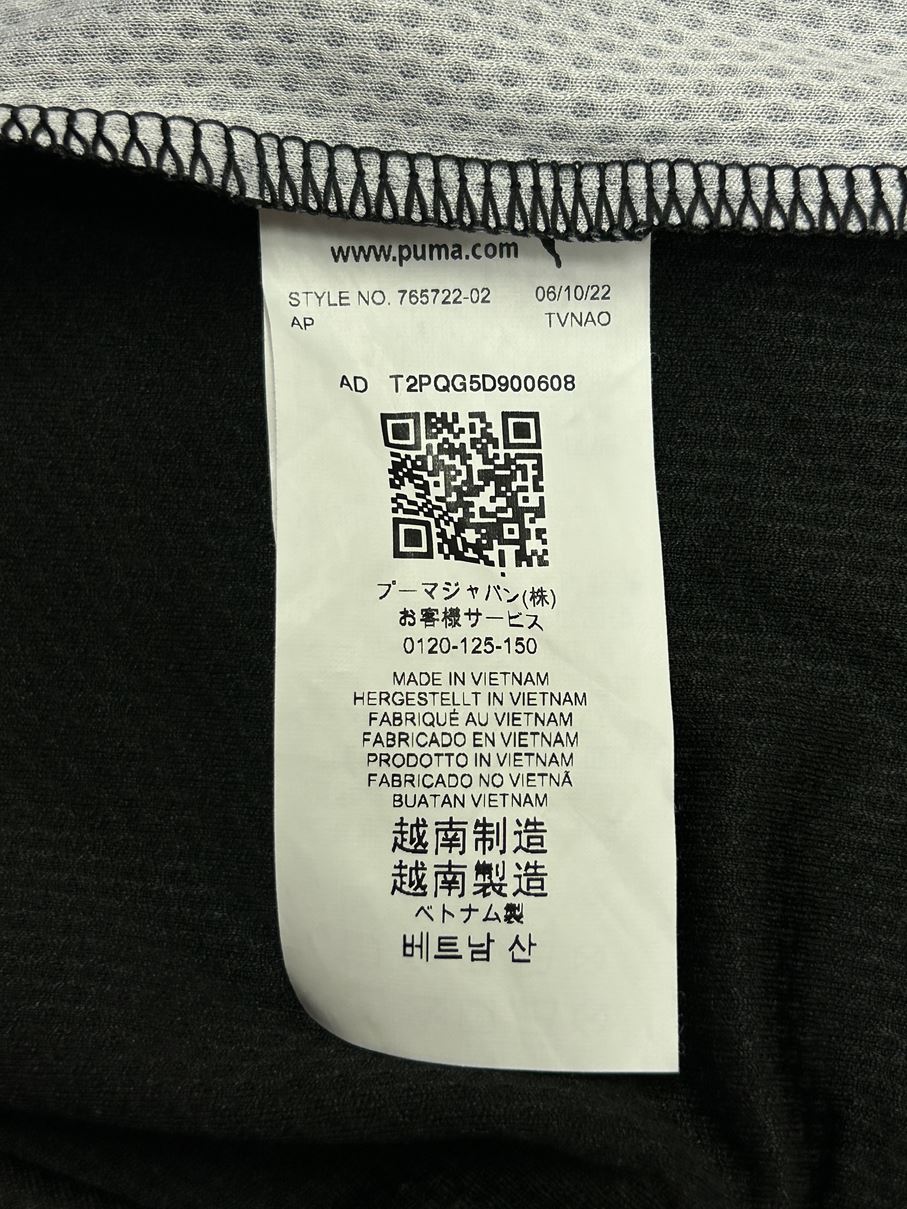 www.puma.com
STYLE NO. 765722-02 06/10/22
AP TVNAO
AD T2PQG5D900608
プーマジャパン(株)
お客様サービス
0120-125-150
MADE IN VIETNAM
HERGESTELLT IN VIETNAM
FABRIQUÉ AU VIETNAM
FABRICADO EN VIETNAM
PRODOTTO IN VIETNAM
FABRICADO NO VIETNÃ
BUATAN VIETNAM
越南制造
越南製造
ベトナム製
베트남 산